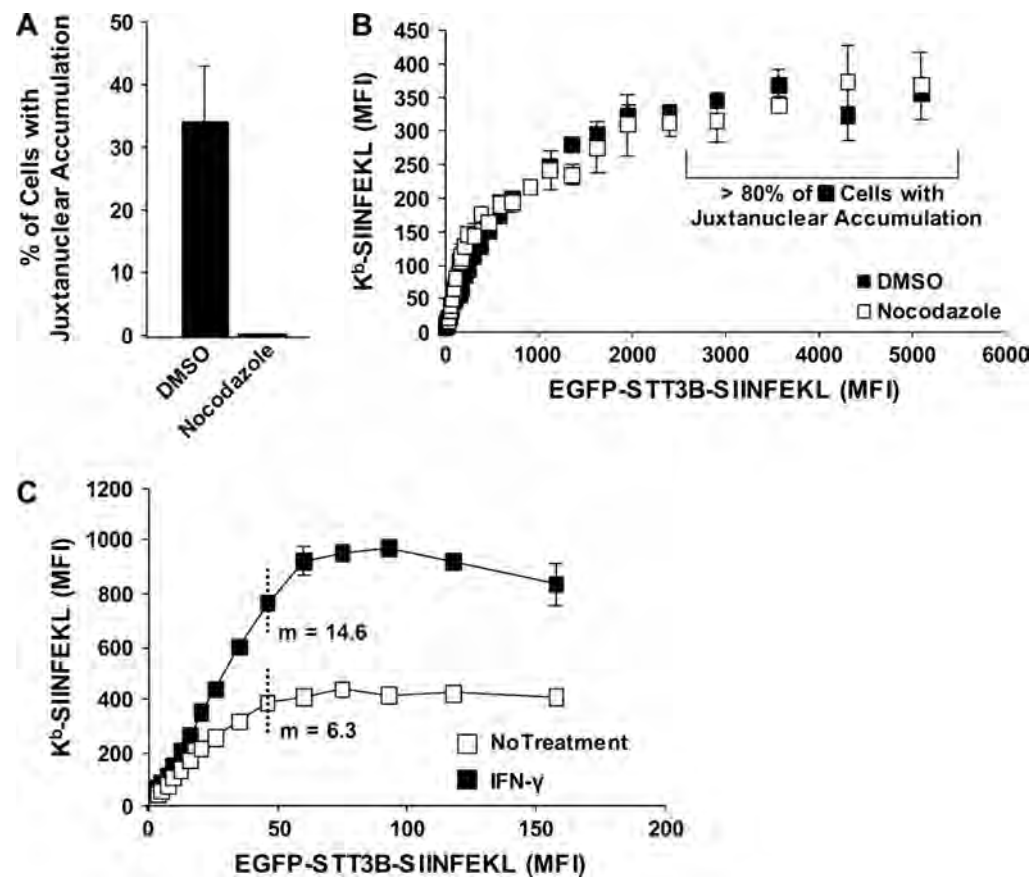 A
50
40
30
20
10
0
% of Cells with
Juxtanuclear Accumulation
DMSO
Nocodazole
B
450
400
350
300
250
200
150
100
50
0
Kᵇ-SIINFEKL (MFI)
> 80% of ■ Cells with
Juxtanuclear Accumulation
■ DMSO
□ Nocodazole
0 1000 2000 3000 4000 5000 6000
EGFP-STT3B-SIINFEKL (MFI)
C
1200
1000
800
600
400
200
0
Kᵇ-SIINFEKL (MFI)
m = 14.6
m = 6.3
□ No Treatment
■ IFN-γ
0 50 100 150 200
EGFP-STT3B-SIINFEKL (MFI)